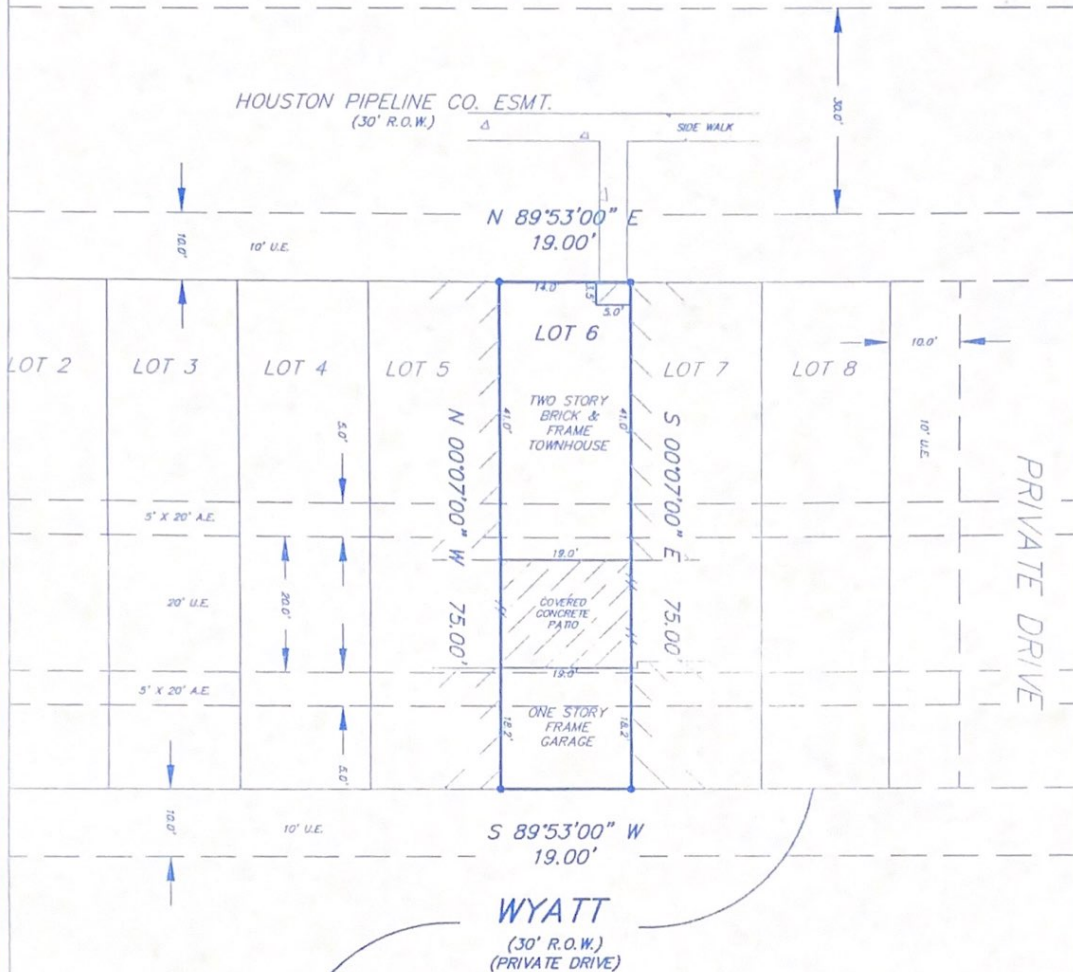 HOUSTON PIPELINE CO. ESMT.
(30' R.O.W.)
SIDE WALK
30.0'
N 89°53'00" E
19.00'
10.0'
10' U.E.
14.0'
3.5'
5.0'
LOT 2
LOT 3
LOT 4
LOT 5
LOT 6
LOT 7
LOT 8
10.0'
10' U.E.
TWO STORY
BRICK &
FRAME
TOWNHOUSE
41.0'
41.0'
N 00°07'00" W 75.00'
S 00°07'00" E 75.00'
PRIVATE DRIVE
5.0'
5' X 20' A.E.
19.0'
20' U.E.
20.0'
COVERED
CONCRETE
PATIO
19.0'
5' X 20' A.E.
ONE STORY
FRAME
GARAGE
18.2'
18.2'
5.0'
10.0'
10' U.E.
S 89°53'00" W
19.00'
WYATT
(30' R.O.W.)
(PRIVATE DRIVE)